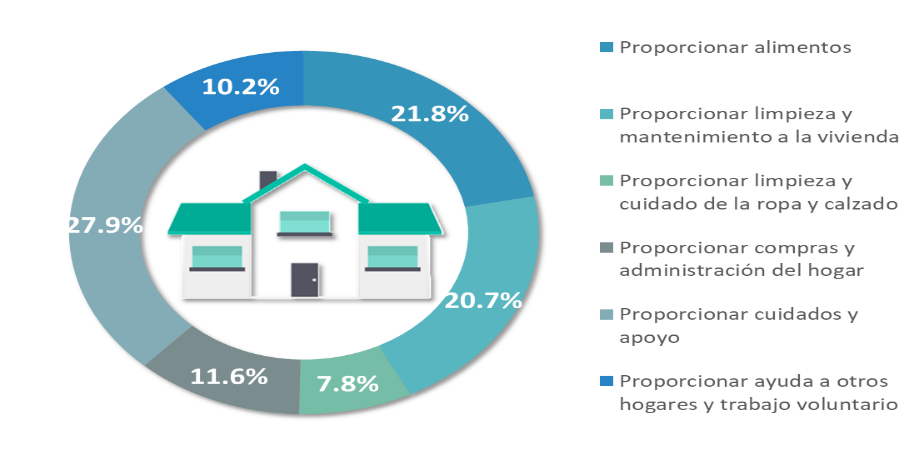 10.2%
21.8%
27.9%
20.7%
11.6%
7.8%
Proporcionar alimentos
Proporcionar limpieza y
mantenimiento a la vivienda
Proporcionar limpieza y
cuidado de la ropa y calzado
Proporcionar compras y
administración del hogar
Proporcionar cuidados y
apoyo
Proporcionar ayuda a otros
hogares y trabajo voluntario